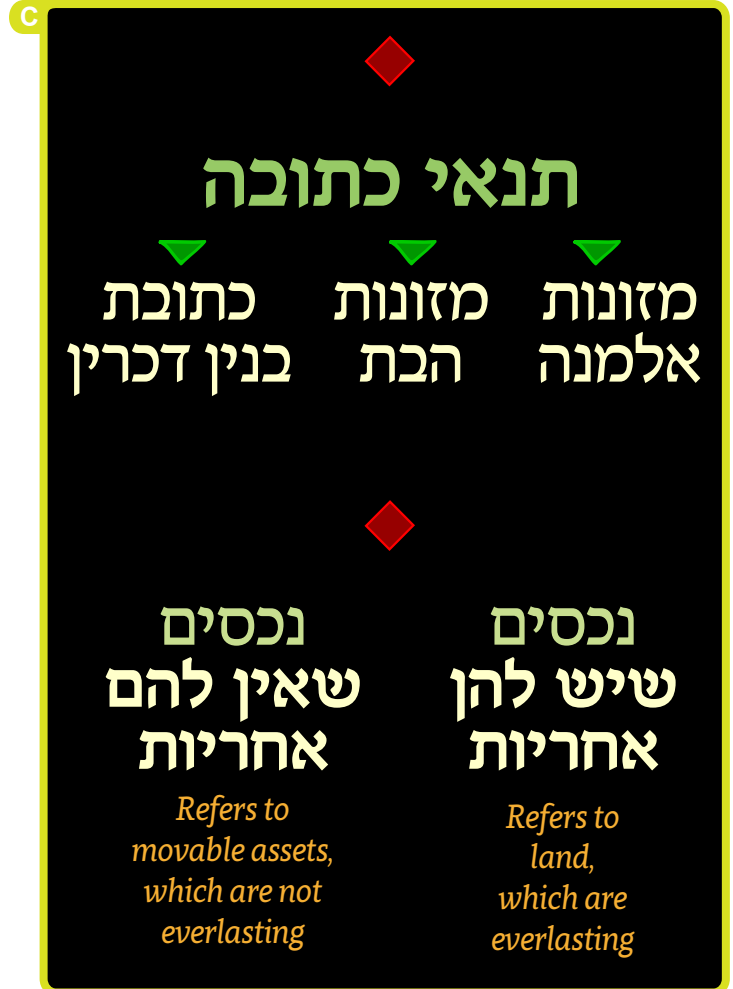 C
תנאי כתובה
מזונות
אלמנה
מזונות
הבת
כתובת
בנין דכרין
נכסים
שיש להן
אחריות
Refers to
land,
which are
everlasting
נכסים
שאין להם
אחריות
Refers to
movable assets,
which are not
everlasting